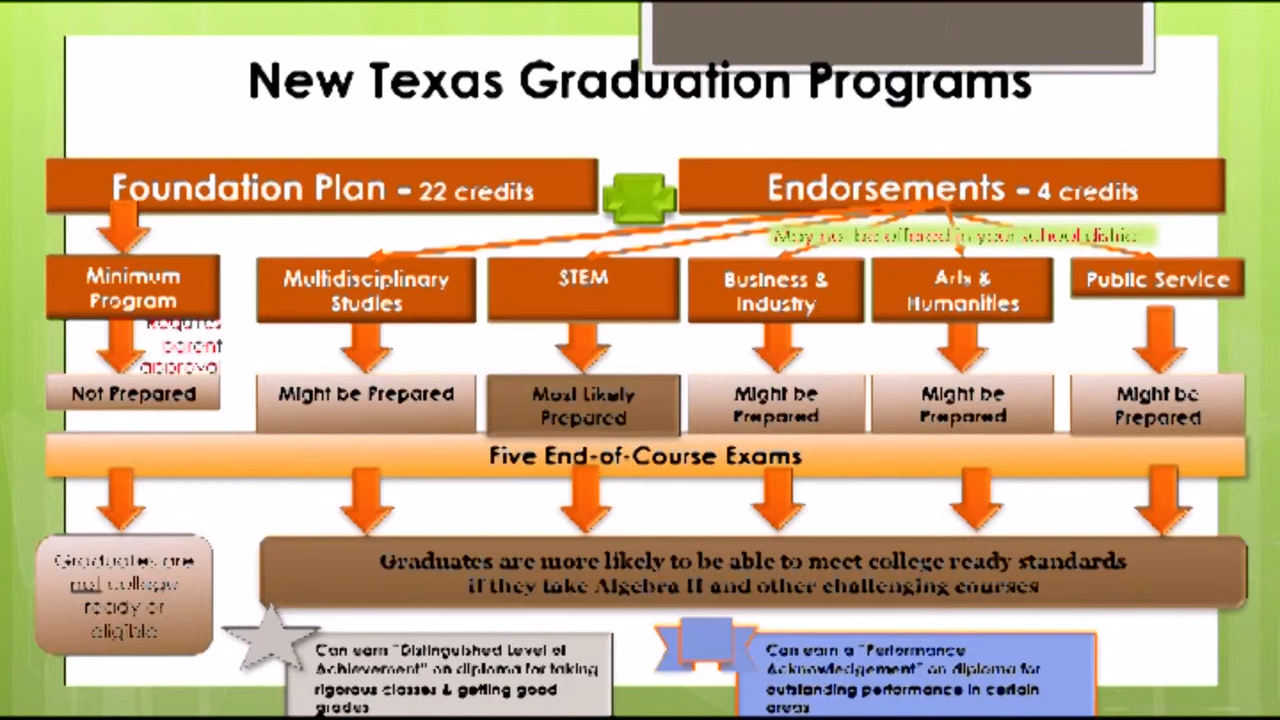 New Texas Graduation Programs
Foundation Plan – 22 credits
Endorsements – 4 credits
May not be offered in your school district
Minimum
Program
Multidisciplinary
Studies
STEM
Business &
Industry
Arts &
Humanities
Public Service
Requires
parent
approval
Not Prepared
Might be Prepared
Most Likely
Prepared
Might be
Prepared
Might be
Prepared
Might be
Prepared
Five End-of-Course Exams
Graduates are
not college
ready or
eligible
Graduates are more likely to be able to meet college ready standards
if they take Algebra II and other challenging courses
Can earn "Distinguished Level of
Achievement" on diploma for taking
rigorous classes & getting good
grades
Can earn a "Performance
Acknowledgement" on diploma for
outstanding performance in certain
areas